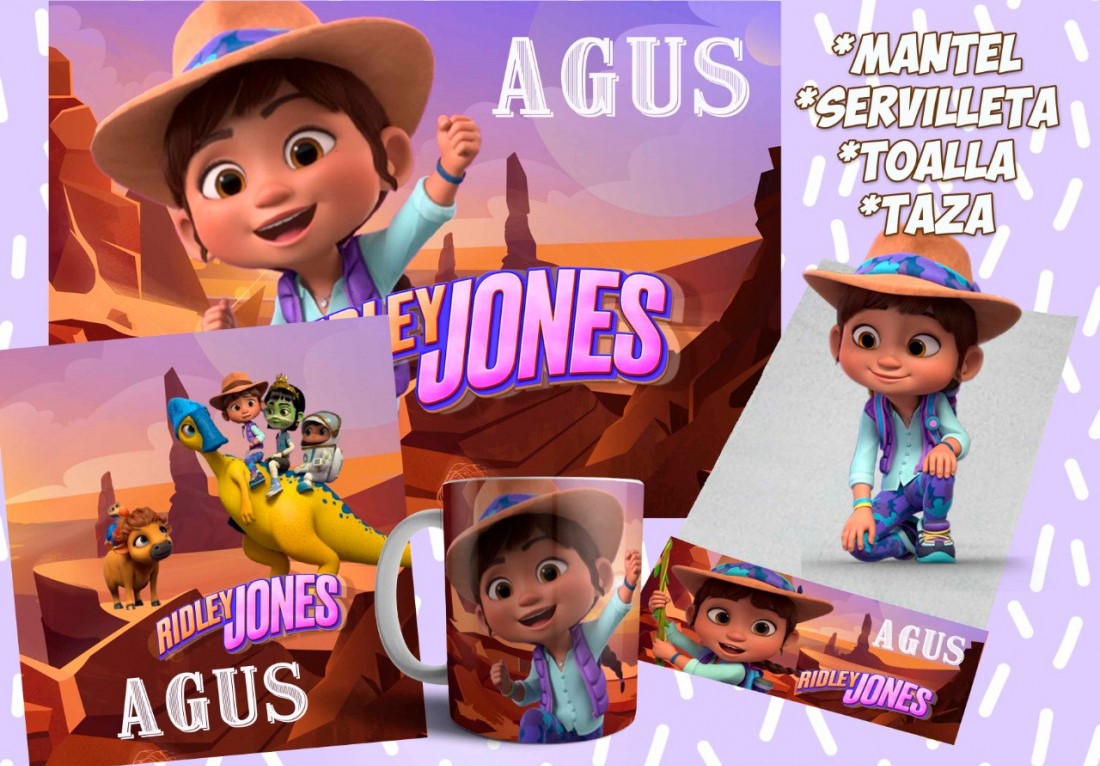 AGUS
*MANTEL
*SERVILLETA
*TOALLA
*TAZA
RIDLEY JONES
RIDLEY JONES
AGUS
AGUS
RIDLEY JONES